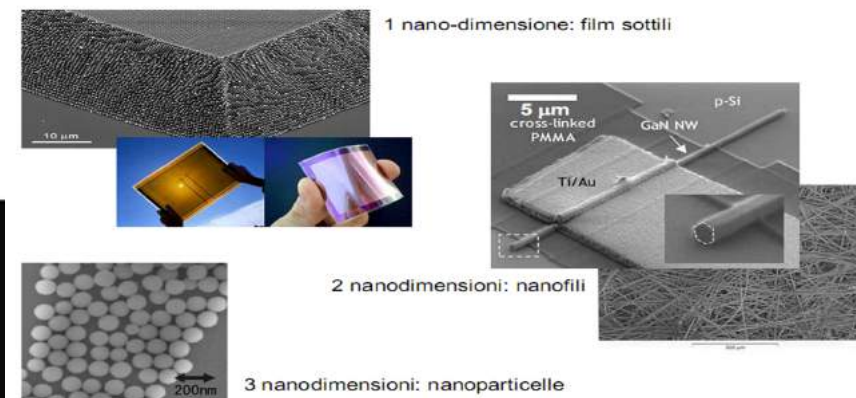 1 nano-dimensione: film sottili
10 µm
5 µm
cross-linked
PMMA
p-Si
GaN NW
Ti/Au
2 nanodimensioni: nanofili
200nm
3 nanodimensioni: nanoparticelle